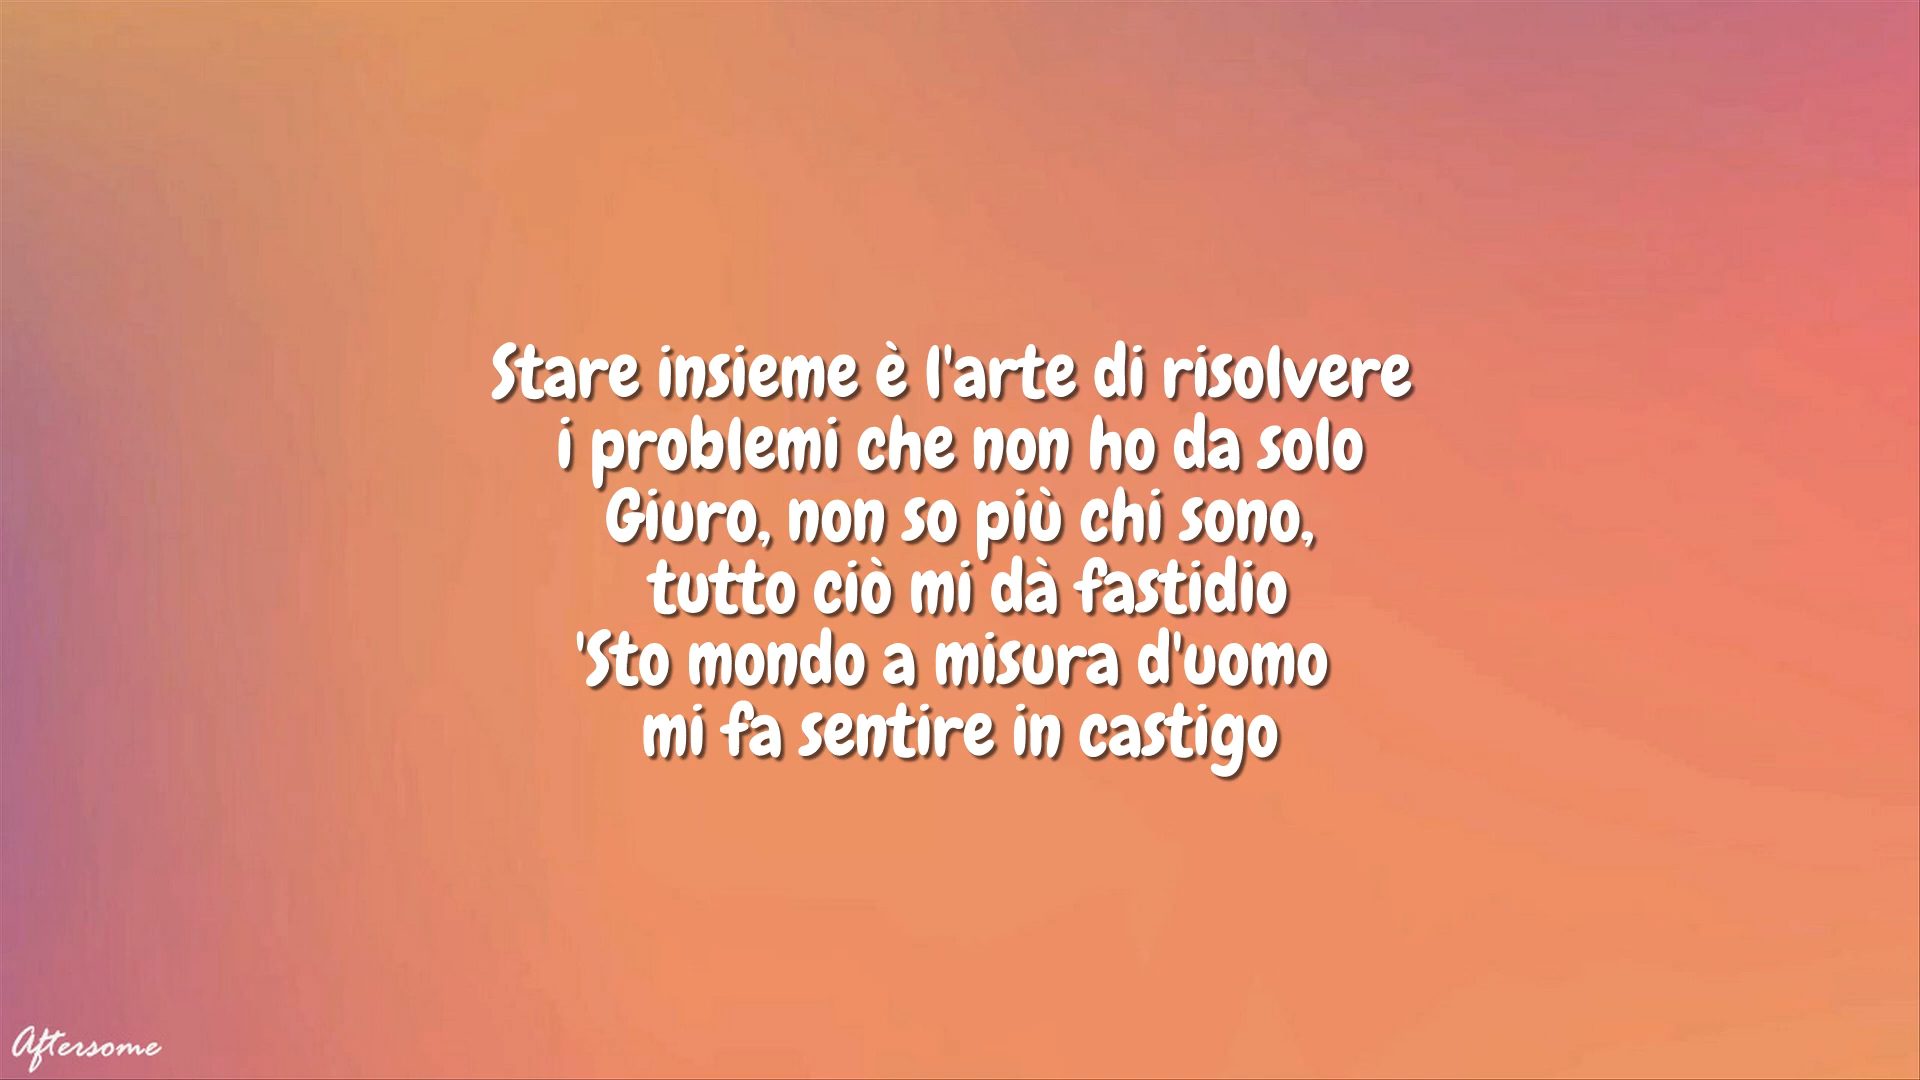 Stare insieme è l'arte di risolvere
i problemi che non ho da solo
Giuro, non so più chi sono,
tutto ciò mi dà fastidio
'Sto mondo a misura d'uomo
mi fa sentire in castigo
Aftersome